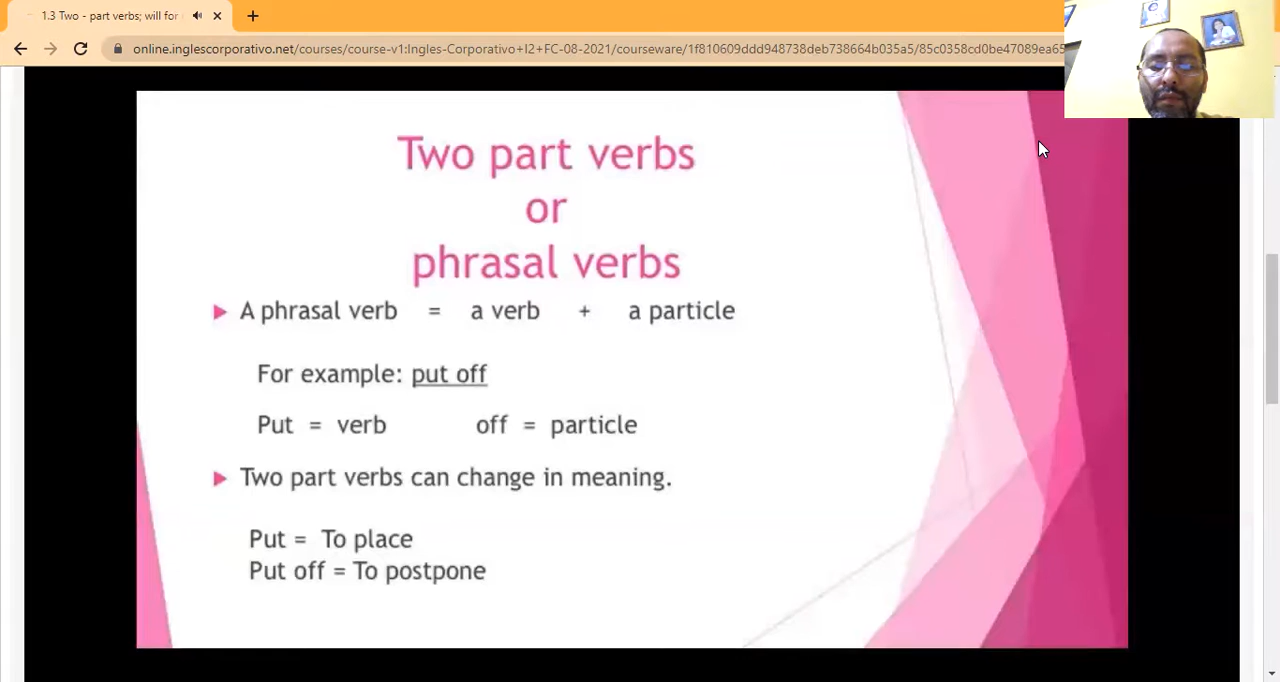 1.3 Two - part verbs; will for
online.inglescorporativo.net/courses/course-v1:Ingles-Corporativo+I2+FC-08-2021/courseware/1f810609ddd948738deb738664b035a5/85c0358cd0be47089ea65
Two part verbs
or
phrasal verbs
A phrasal verb = a verb + a particle
For example: put off
Put = verb off = particle
Two part verbs can change in meaning.
Put = To place
Put off = To postpone